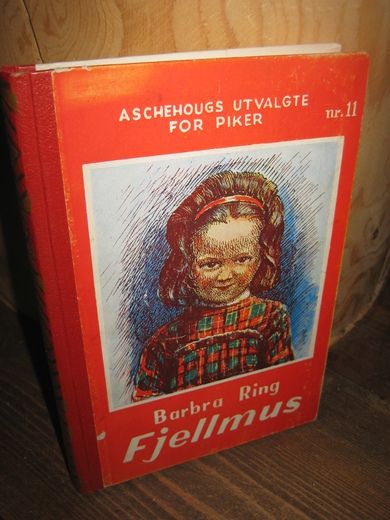 ASCHEHOUGS UTVALGTE
FOR PIKER
nr. 11
Barbra Ring
Fjellmus